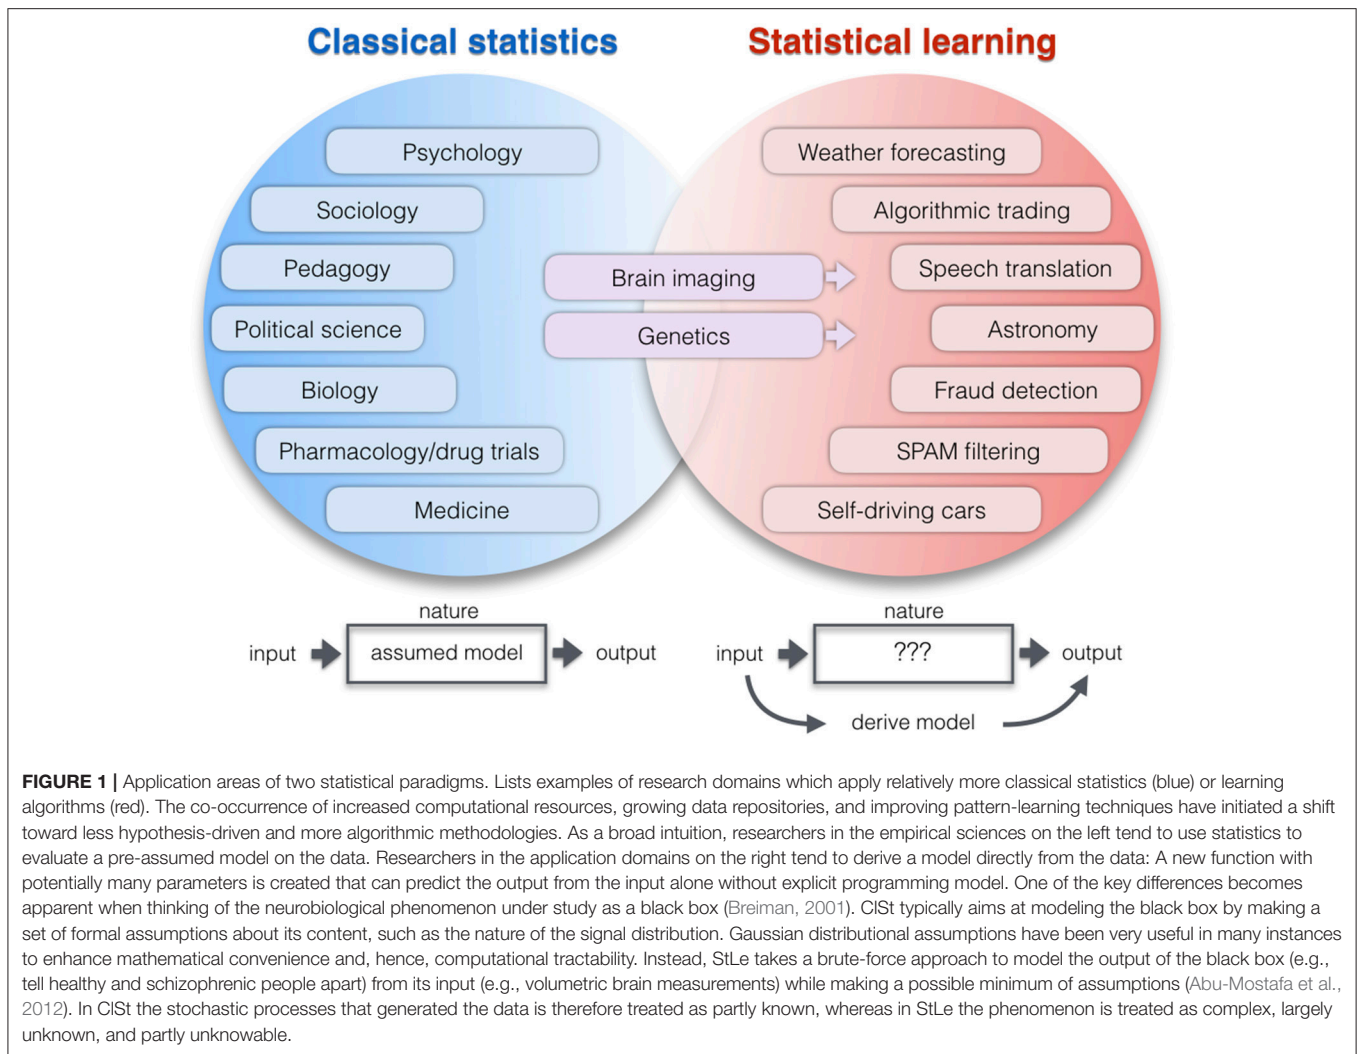 Classical statistics
Statistical learning
Psychology
Sociology
Pedagogy
Political science
Biology
Pharmacology/drug trials
Medicine
Brain imaging
Genetics
Weather forecasting
Algorithmic trading
Speech translation
Astronomy
Fraud detection
SPAM filtering
Self-driving cars
nature
input
assumed model
output
nature
input
???
output
derive model
FIGURE 1 | Application areas of two statistical paradigms. Lists examples of research domains which apply relatively more classical statistics (blue) or learning
algorithms (red). The co-occurrence of increased computational resources, growing data repositories, and improving pattern-learning techniques have initiated a shift
toward less hypothesis-driven and more algorithmic methodologies. As a broad intuition, researchers in the empirical sciences on the left tend to use statistics to
evaluate a pre-assumed model on the data. Researchers in the application domains on the right tend to derive a model directly from the data: A new function with
potentially many parameters is created that can predict the output from the input alone without explicit programming model. One of the key differences becomes
apparent when thinking of the neurobiological phenomenon under study as a black box (Breiman, 2001). ClSt typically aims at modeling the black box by making a
set of formal assumptions about its content, such as the nature of the signal distribution. Gaussian distributional assumptions have been very useful in many instances
to enhance mathematical convenience and, hence, computational tractability. Instead, StLe takes a brute-force approach to model the output of the black box (e.g.,
tell healthy and schizophrenic people apart) from its input (e.g., volumetric brain measurements) while making a possible minimum of assumptions (Abu-Mostafa et al.,
2012). In ClSt the stochastic processes that generated the data is therefore treated as partly known, whereas in StLe the phenomenon is treated as complex, largely
unknown, and partly unknowable.